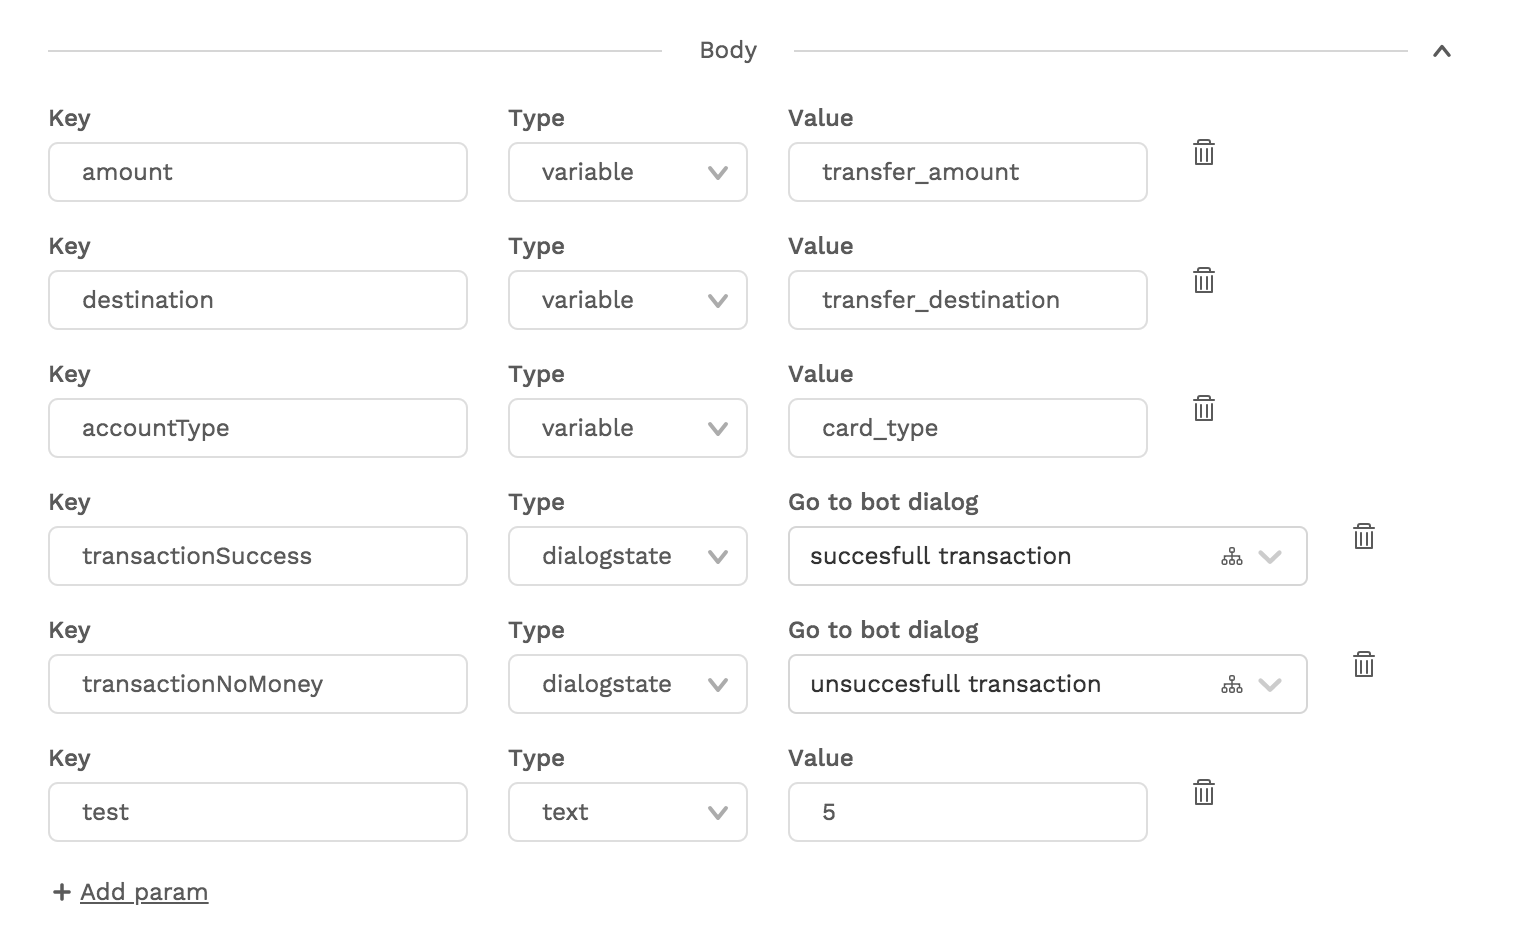 Body
Key Type Value
amount variable transfer_amount
Key Type Value
destination variable transfer_destination
Key Type Value
accountType variable card_type
Key Type Go to bot dialog
transactionSuccess dialogstate succesfull transaction
Key Type Go to bot dialog
transactionNoMoney dialogstate unsuccesfull transaction
Key Type Value
test text 5
+ Add param